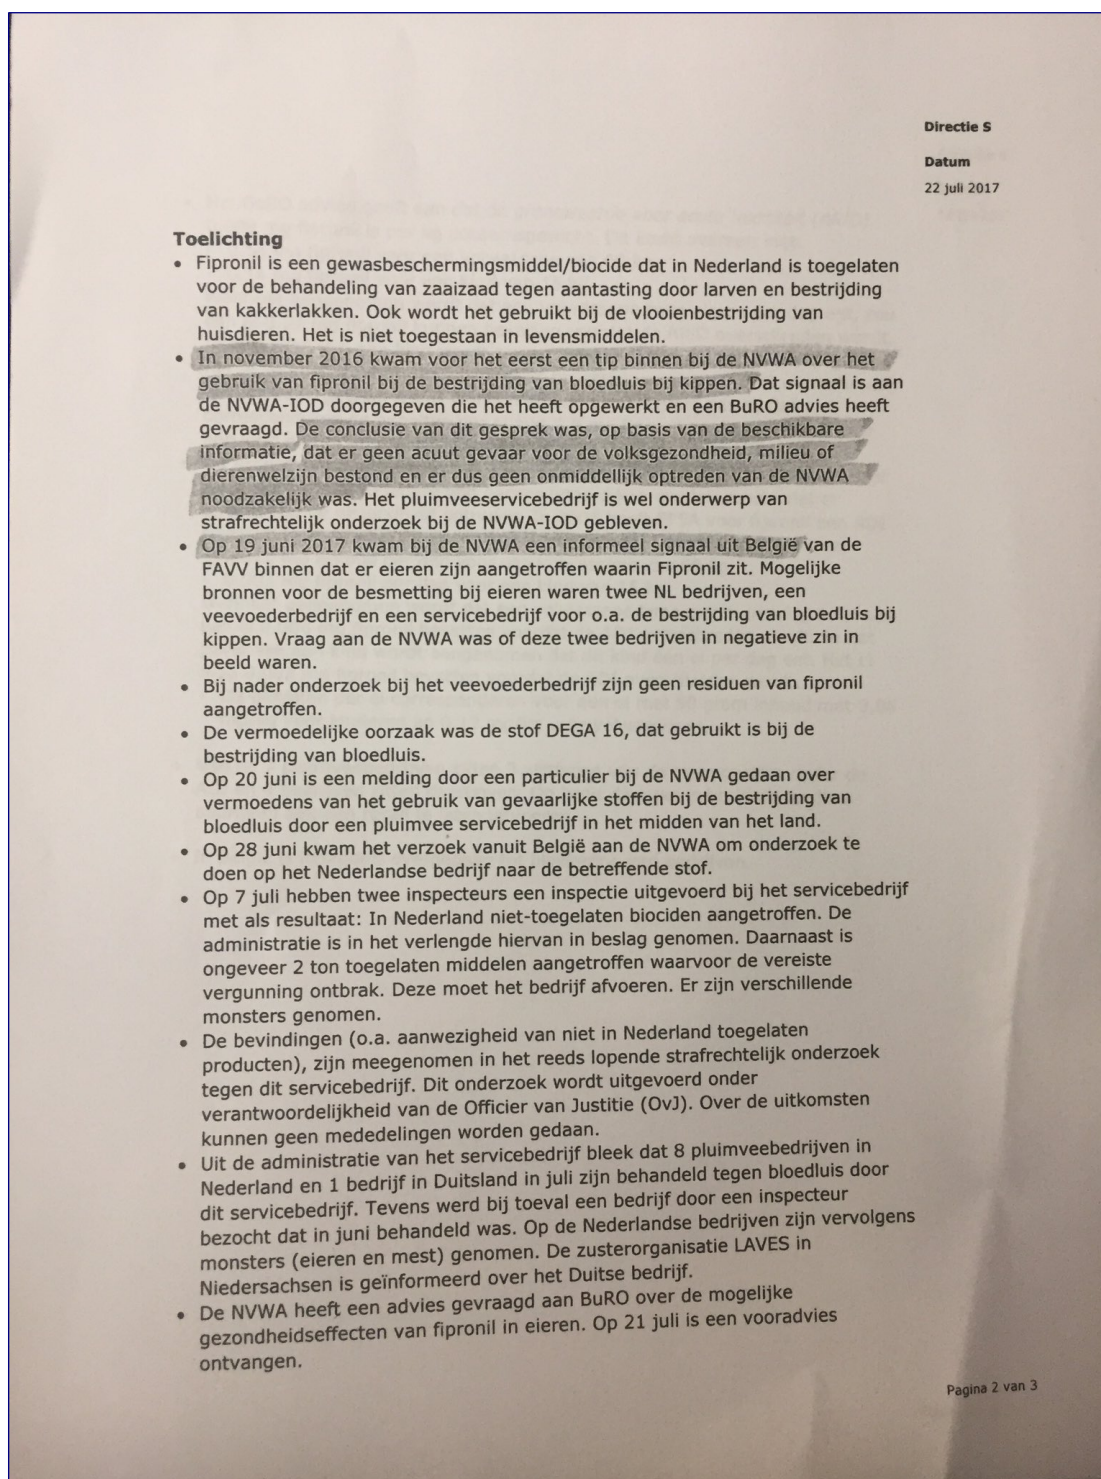 Directie S
Datum
22 juli 2017
Toelichting
• Fipronil is een gewasbeschermingsmiddel/biocide dat in Nederland is toegelaten
voor de behandeling van zaaizaad tegen aantasting door larven en bestrijding
van kakkerlakken. Ook wordt het gebruikt bij de vlooienbestrijding van
huisdieren. Het is niet toegestaan in levensmiddelen.
• In november 2016 kwam voor het eerst een tip binnen bij de NVWA over het
gebruik van fipronil bij de bestrijding van bloedluis bij kippen. Dat signaal is aan
de NVWA-IOD doorgegeven die het heeft opgewerkt en een BuRO advies heeft
gevraagd. De conclusie van dit gesprek was, op basis van de beschikbare
informatie, dat er geen acuut gevaar voor de volksgezondheid, milieu of
dierenwelzijn bestond en er dus geen onmiddellijk optreden van de NVWA
noodzakelijk was. Het pluimveeservicebedrijf is wel onderwerp van
strafrechtelijk onderzoek bij de NVWA-IOD gebleven.
• Op 19 juni 2017 kwam bij de NVWA een informeel signaal uit België van de
FAVV binnen dat er eieren zijn aangetroffen waarin Fipronil zit. Mogelijke
bronnen voor de besmetting bij eieren waren twee NL bedrijven, een
veevoederbedrijf en een servicebedrijf voor o.a. de bestrijding van bloedluis bij
kippen. Vraag aan de NVWA was of deze twee bedrijven in negatieve zin in
beeld waren.
• Bij nader onderzoek bij het veevoederbedrijf zijn geen residuen van fipronil
aangetroffen.
• De vermoedelijke oorzaak was de stof DEGA 16, dat gebruikt is bij de
bestrijding van bloedluis.
• Op 20 juni is een melding door een particulier bij de NVWA gedaan over
vermoedens van het gebruik van gevaarlijke stoffen bij de bestrijding van
bloedluis door een pluimvee servicebedrijf in het midden van het land.
• Op 28 juni kwam het verzoek vanuit België aan de NVWA om onderzoek te
doen op het Nederlandse bedrijf naar de betreffende stof.
• Op 7 juli hebben twee inspecteurs een inspectie uitgevoerd bij het servicebedrijf
met als resultaat: In Nederland niet-toegelaten biociden aangetroffen. De
administratie is in het verlengde hiervan in beslag genomen. Daarnaast is
ongeveer 2 ton toegelaten middelen aangetroffen waarvoor de vereiste
vergunning ontbrak. Deze moet het bedrijf afvoeren. Er zijn verschillende
monsters genomen.
• De bevindingen (o.a. aanwezigheid van niet in Nederland toegelaten
producten), zijn meegenomen in het reeds lopende strafrechtelijk onderzoek
tegen dit servicebedrijf. Dit onderzoek wordt uitgevoerd onder
verantwoordelijkheid van de Officier van Justitie (OvJ). Over de uitkomsten
kunnen geen mededelingen worden gedaan.
• Uit de administratie van het servicebedrijf bleek dat 8 pluimveebedrijven in
Nederland en 1 bedrijf in Duitsland in juli zijn behandeld tegen bloedluis door
dit servicebedrijf. Tevens werd bij toeval een bedrijf door een inspecteur
bezocht dat in juni behandeld was. Op de Nederlandse bedrijven zijn vervolgens
monsters (eieren en mest) genomen. De zusterorganisatie LAVES in
Niedersachsen is geïnformeerd over het Duitse bedrijf.
• De NVWA heeft een advies gevraagd aan BuRO over de mogelijke
gezondheidseffecten van fipronil in eieren. Op 21 juli is een vooradvies
ontvangen.
Pagina 2 van 3